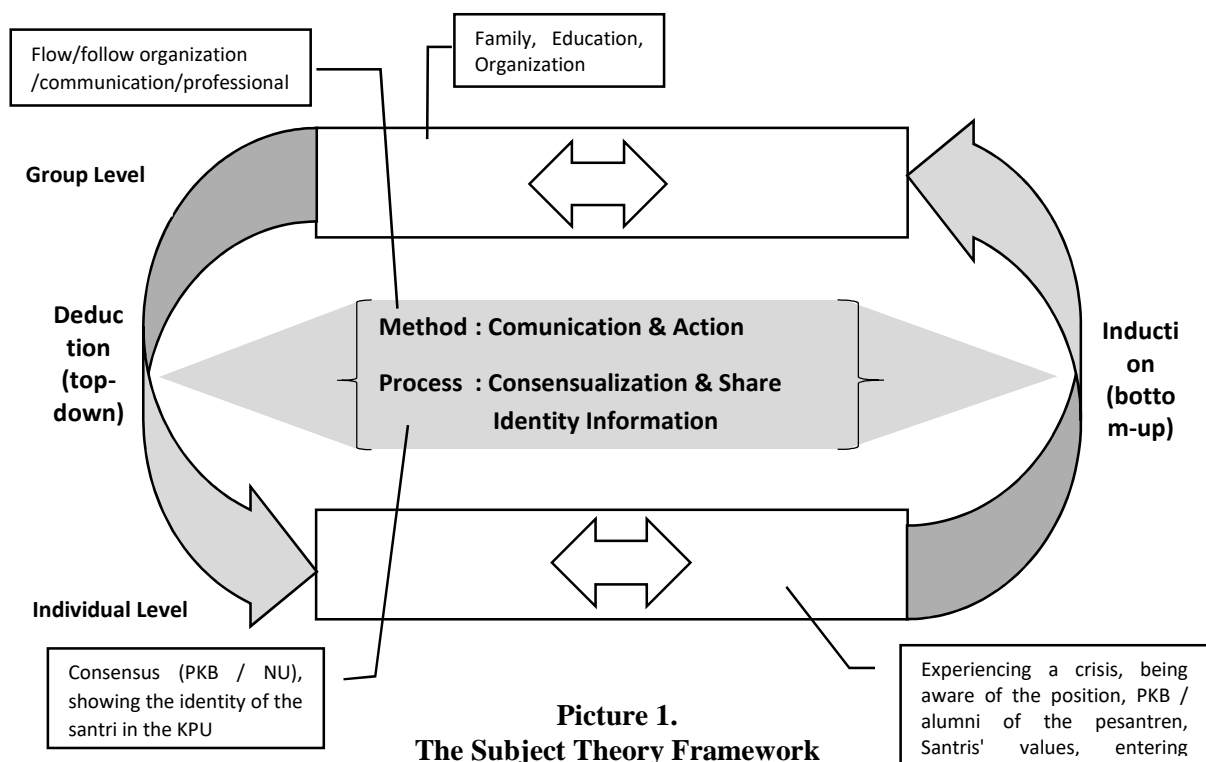 Flow/follow organization
/communication/professional
Family, Education,
Organization
Group Level
Deduc
tion
(top-
down)
Method : Comunication & Action
Process : Consensualization & Share
Identity Information
Inducti
on
(botto
m-up)
Individual Level
Consensus (PKB / NU),
showing the identity of the
santri in the KPU
Experiencing a crisis, being
aware of the position, PKB /
alumni of the pesantren,
Santris' values, entering
Picture 1.
The Subject Theory Framework